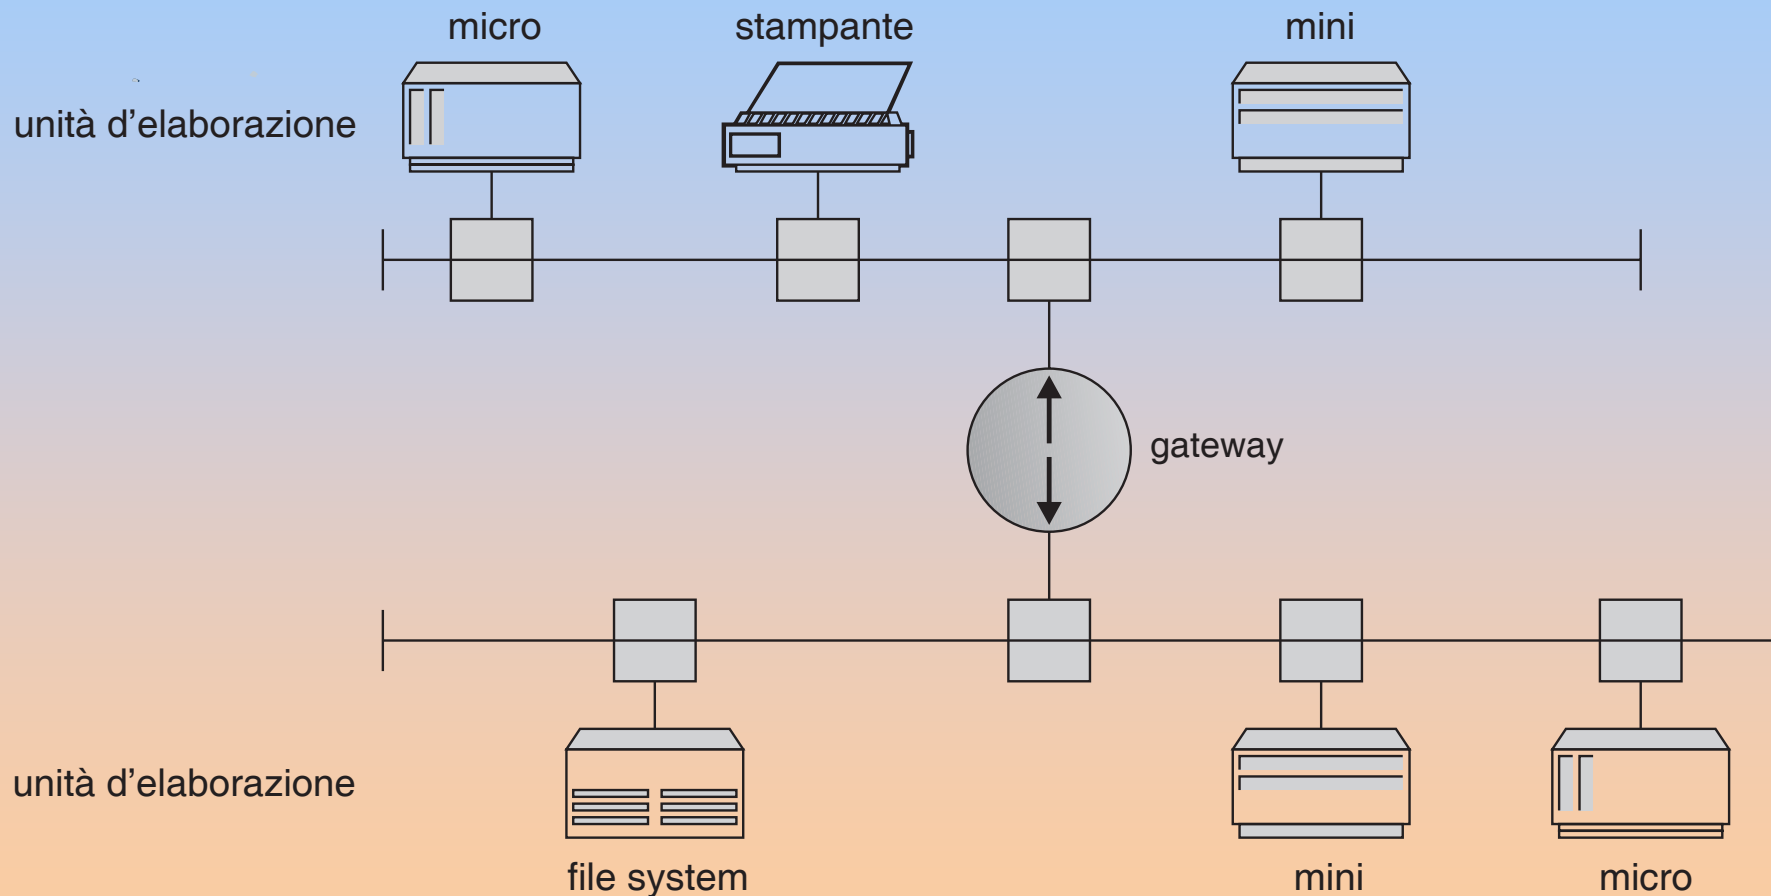 micro
stampante
mini
unità d’elaborazione
gateway
unità d’elaborazione
file system
mini
micro